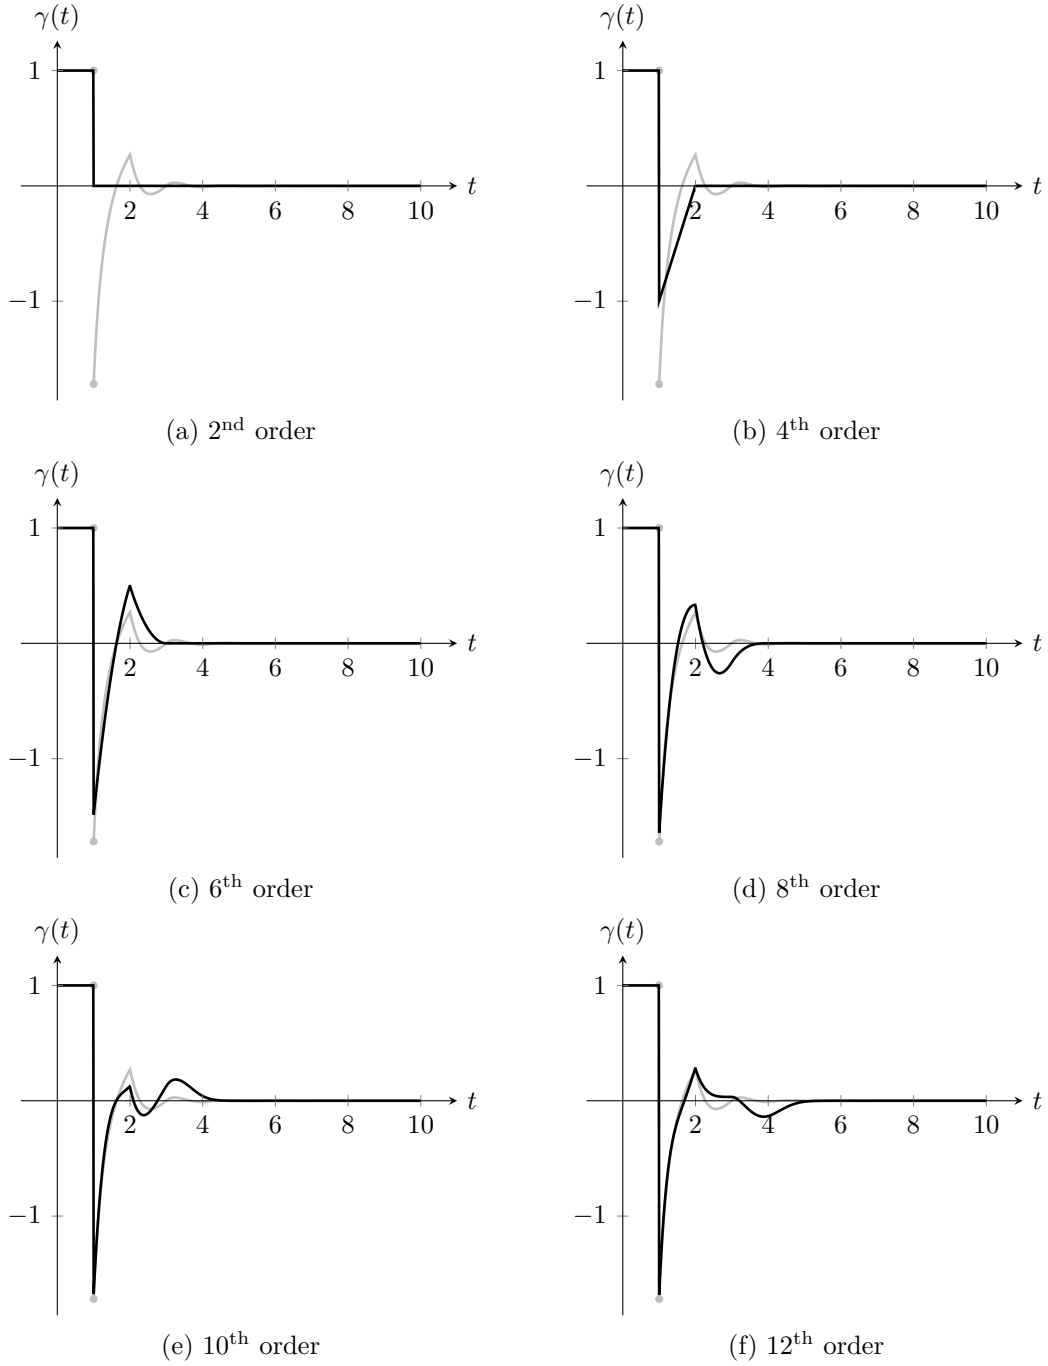 γ(t) γ(t)
1 1
t t
2 4 6 8 10 2 4 6 8 10
−1 −1
(a) 2nd order (b) 4th order
γ(t) γ(t)
1 1
t t
2 4 6 8 10 2 4 6 8 10
−1 −1
(c) 6th order (d) 8th order
γ(t) γ(t)
1 1
t t
2 4 6 8 10 2 4 6 8 10
−1 −1
(e) 10th order (f) 12th order